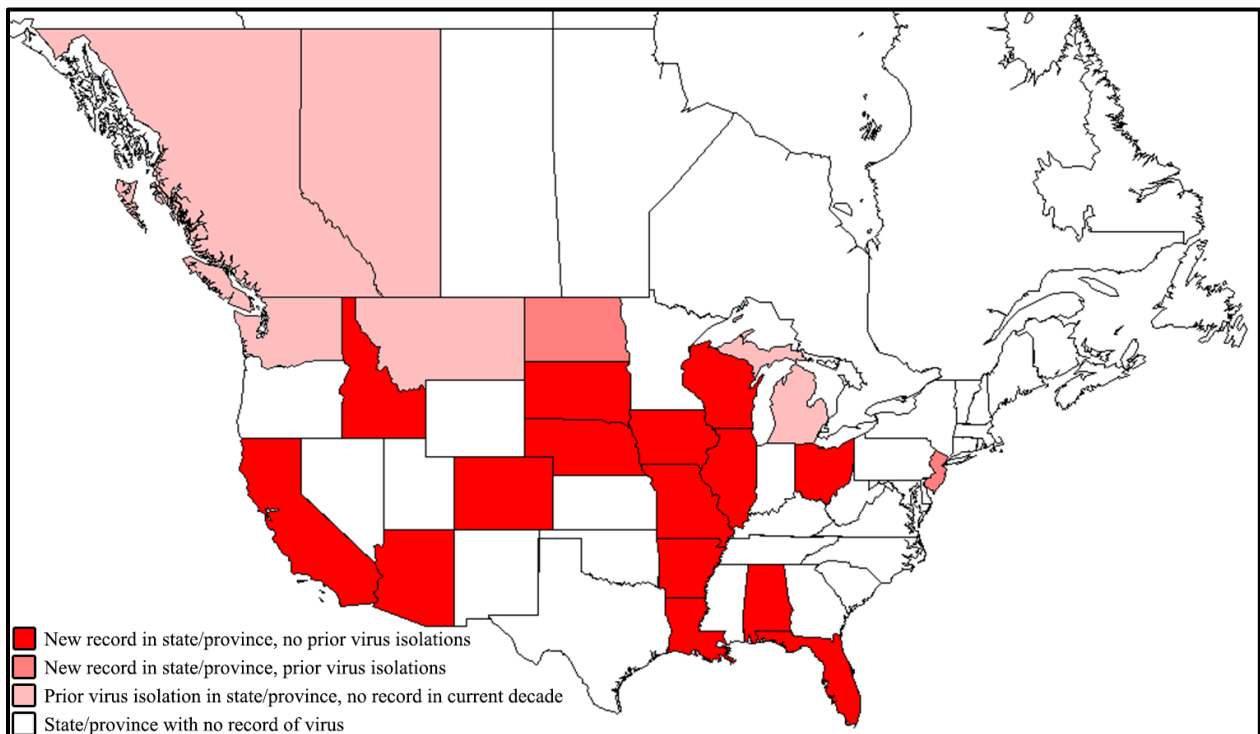 New record in state/province, no prior virus isolations
New record in state/province, prior virus isolations
Prior virus isolation in state/province, no record in current decade
State/province with no record of virus